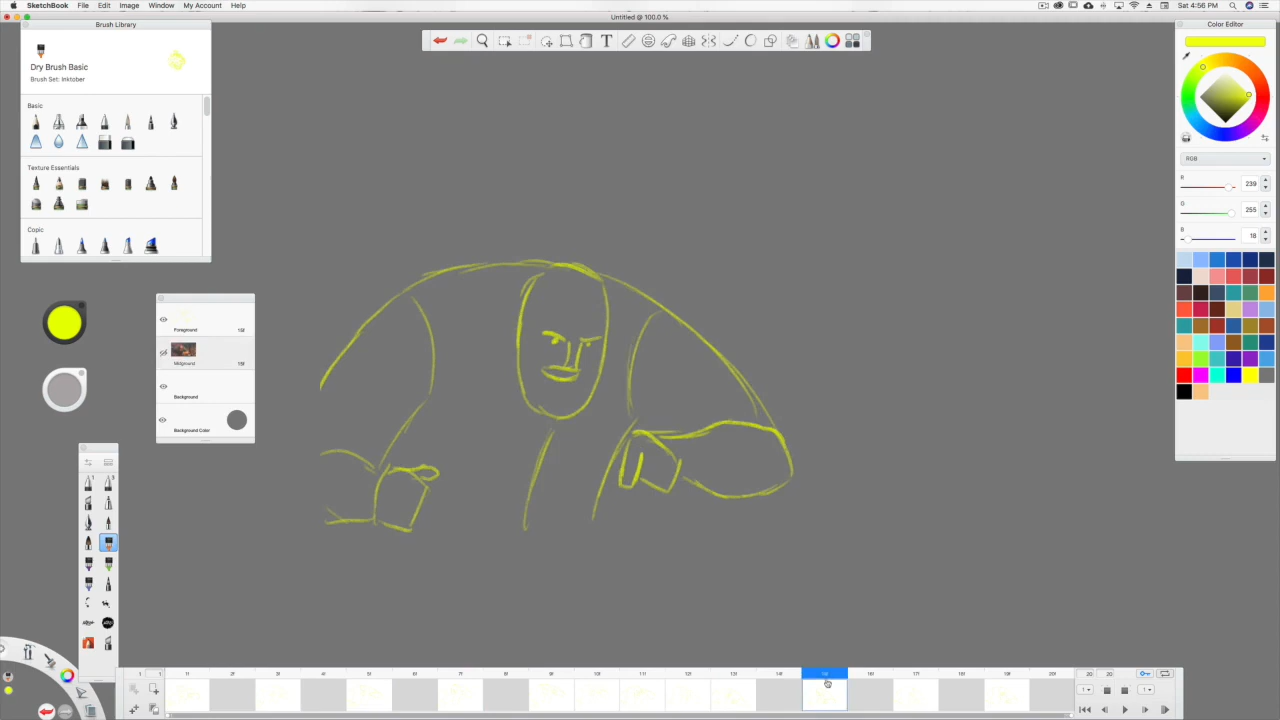 SketchBook File Edit Image Window My Account Help Sat 4:56 PM
Untitled @ 100.0 %
Brush Library
Dry Brush Basic
Brush Set: Inktober
Basic
Texture Essentials
Copic
Foreground
Midground
Background
Background Color
Color Editor
RGB
R 239
G 255
B 18
T
20 20